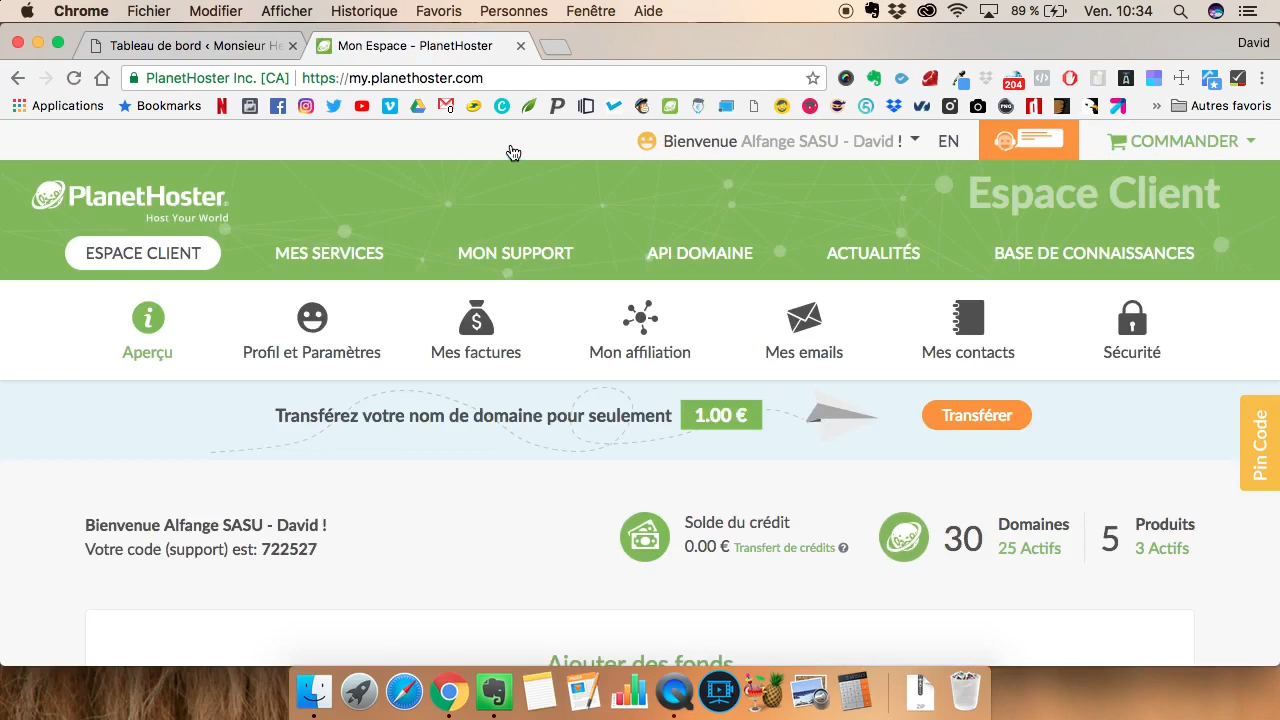 Chrome Fichier Modifier Afficher Historique Favoris Personnes Fenêtre Aide 89 % Ven. 10:34
Tableau de bord ‹ Monsieur He Mon Espace - PlanetHoster David
PlanetHoster Inc. [CA] https://my.planethoster.com 204
Applications Bookmarks » Autres favoris
Bienvenue Alfange SASU - David ! EN COMMANDER
PlanetHoster
Host Your World
Espace Client
ESPACE CLIENT MES SERVICES MON SUPPORT API DOMAINE ACTUALITÉS BASE DE CONNAISSANCES
Aperçu Profil et Paramètres Mes factures Mon affiliation Mes emails Mes contacts Sécurité
Transférez votre nom de domaine pour seulement 1.00 € Transférer
Pin Code
Bienvenue Alfange SASU - David !
Votre code (support) est: 722527
Solde du crédit
0.00 € Transfert de crédits
30 Domaines
25 Actifs
5 Produits
3 Actifs
Ajouter des fonds
ZIP